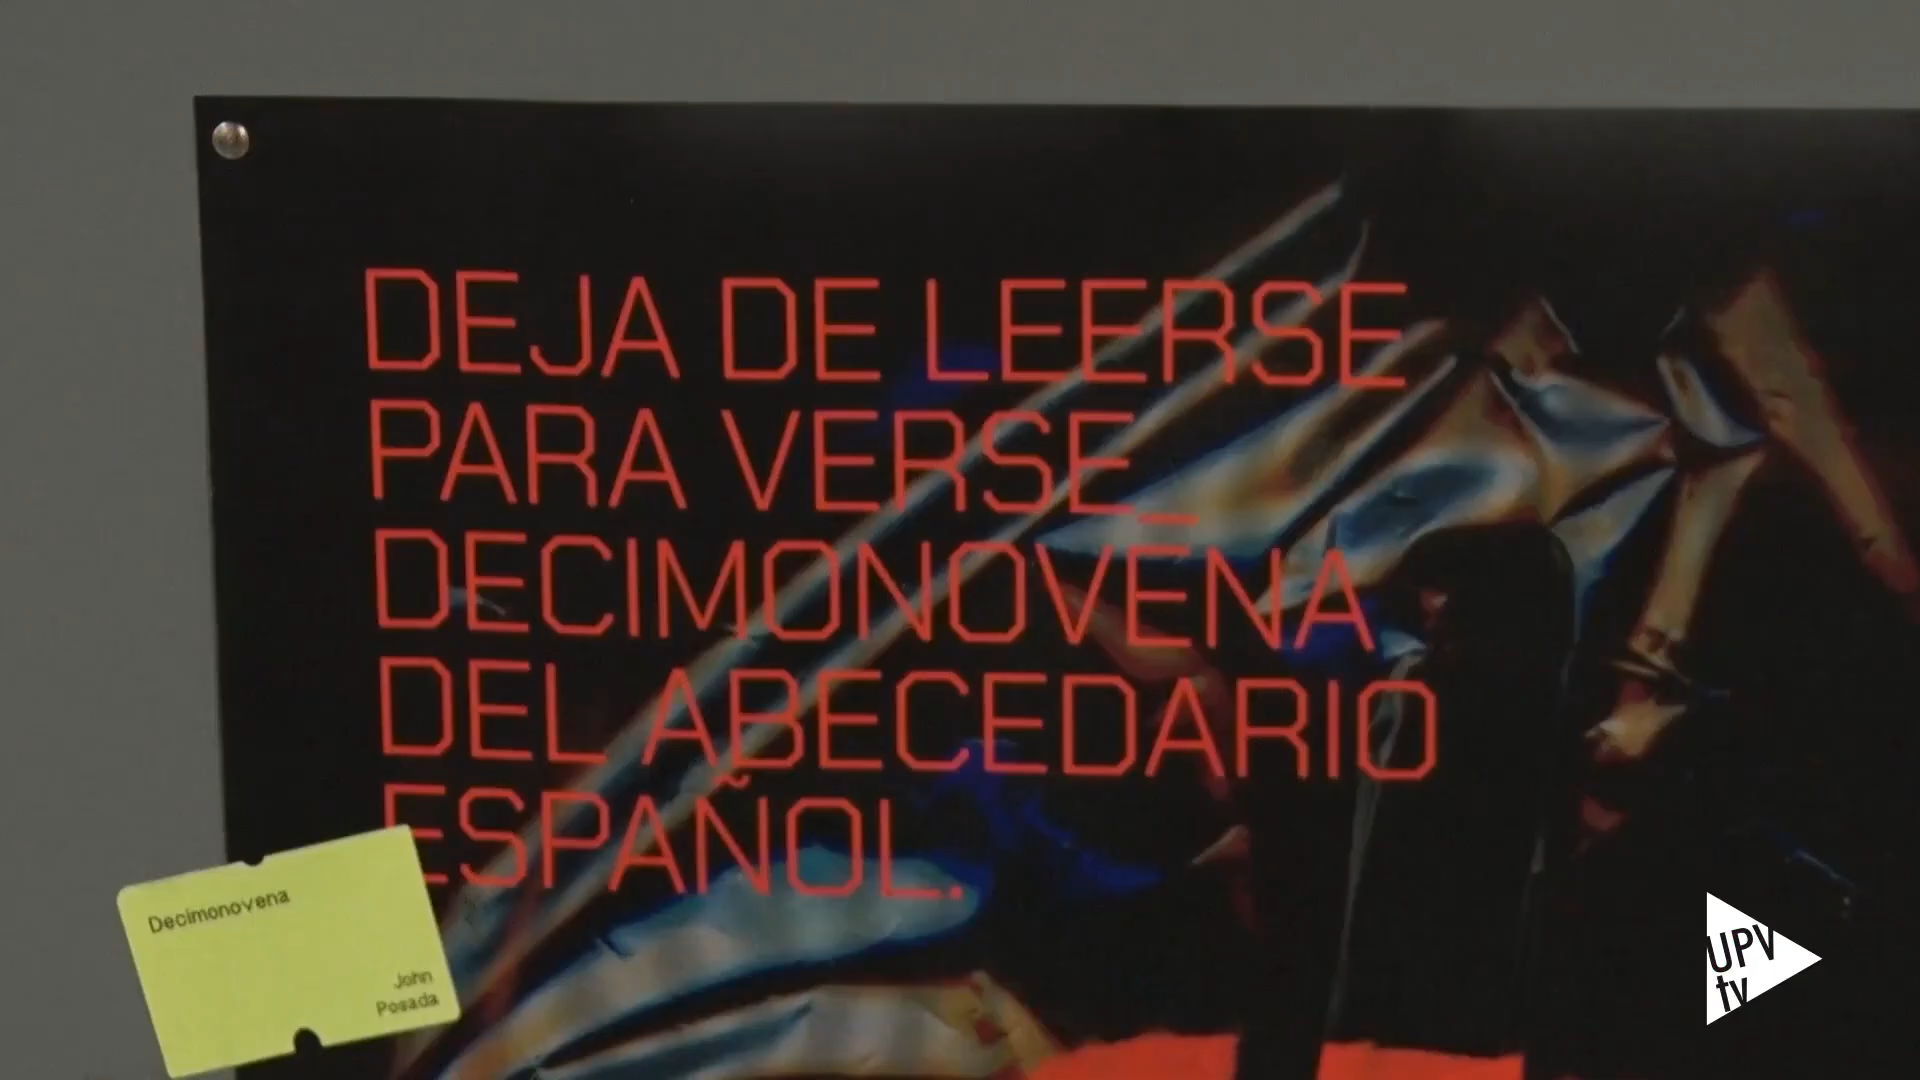 DEJA DE LEERSE
PARA VERSE_
DECIMONOVENA
DEL ABECEDARIO
ESPAÑOL.
Decimonovena
John
Posada
UPV
tv